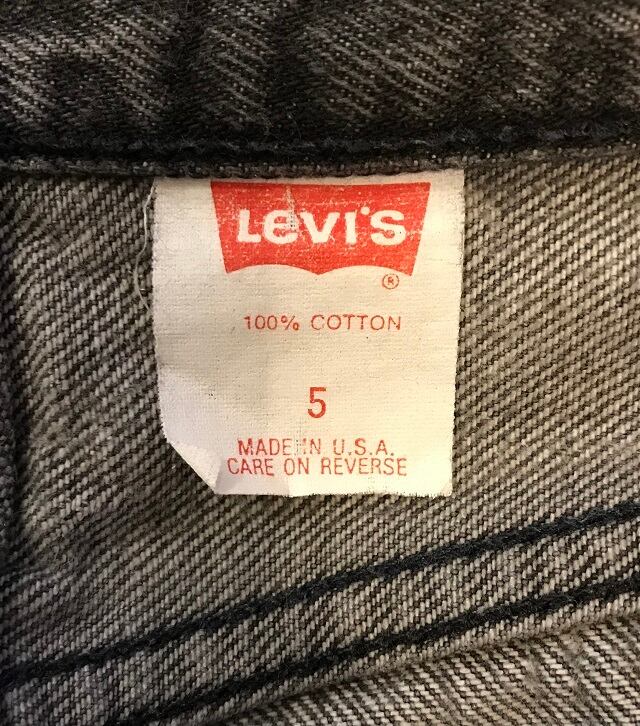 LEVI'S
®
100% COTTON
5
MADE IN U.S.A.
CARE ON REVERSE